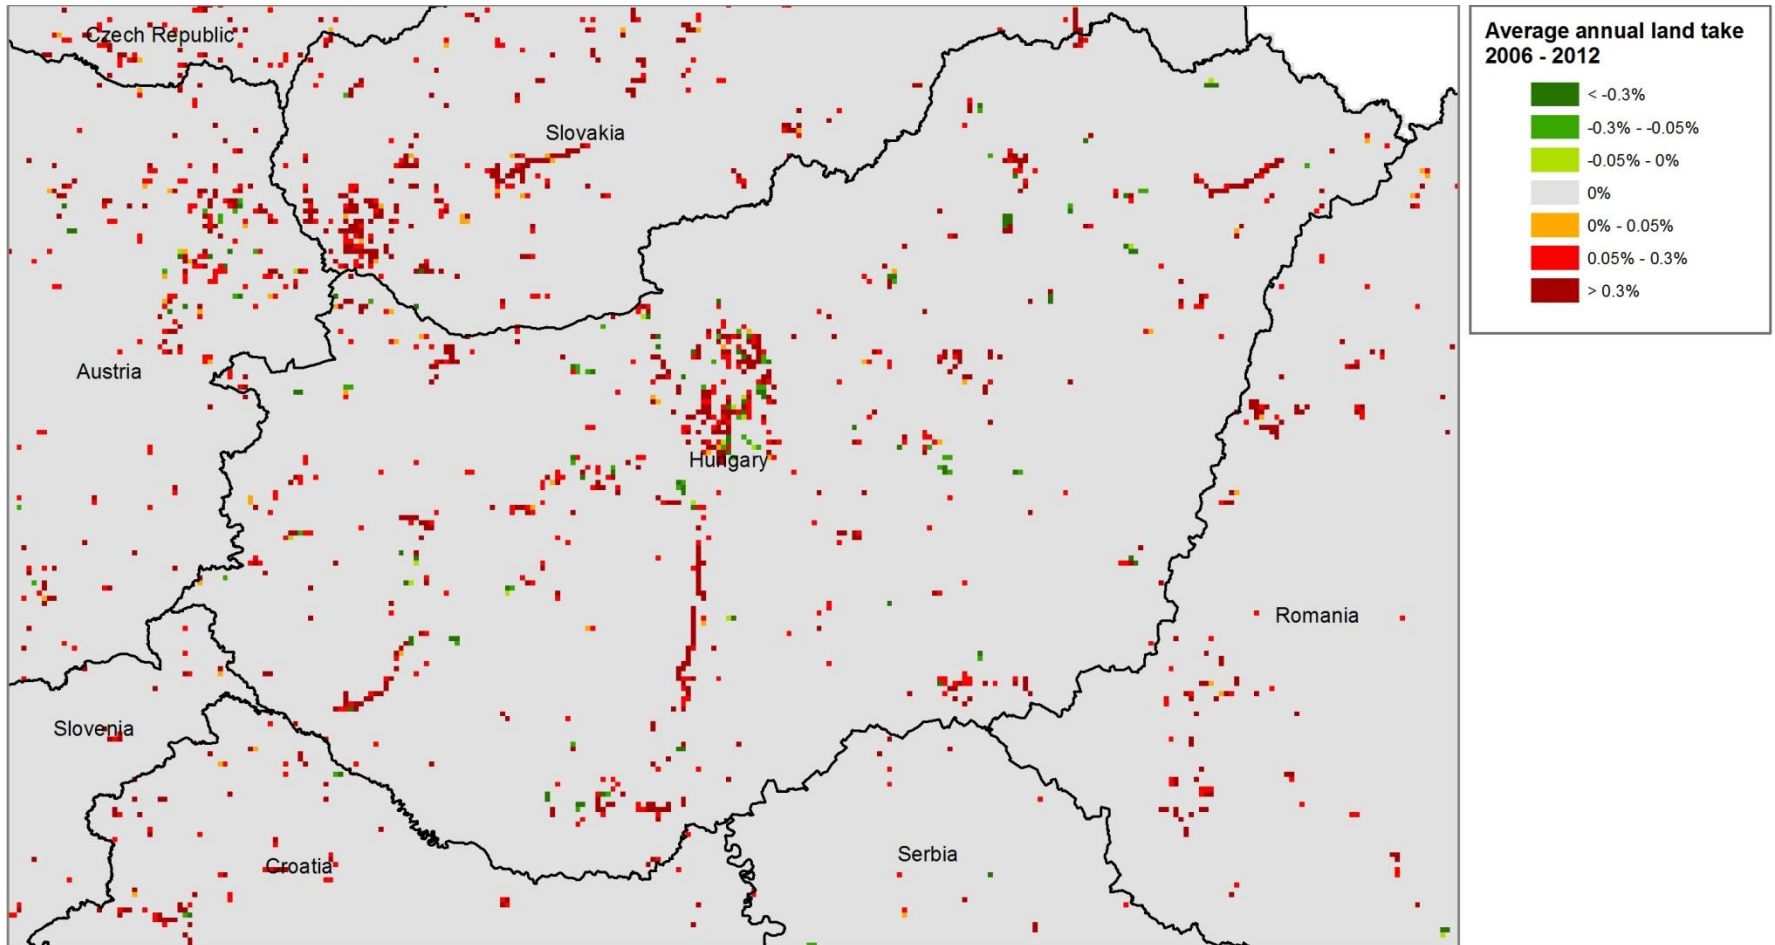 Czech Republic
Slovakia
Austria
Hungary
Romania
Slovenia
Croatia
Serbia
Average annual land take
2006 - 2012
< -0.3%
-0.3% - -0.05%
-0.05% - 0%
0%
0% - 0.05%
0.05% - 0.3%
> 0.3%